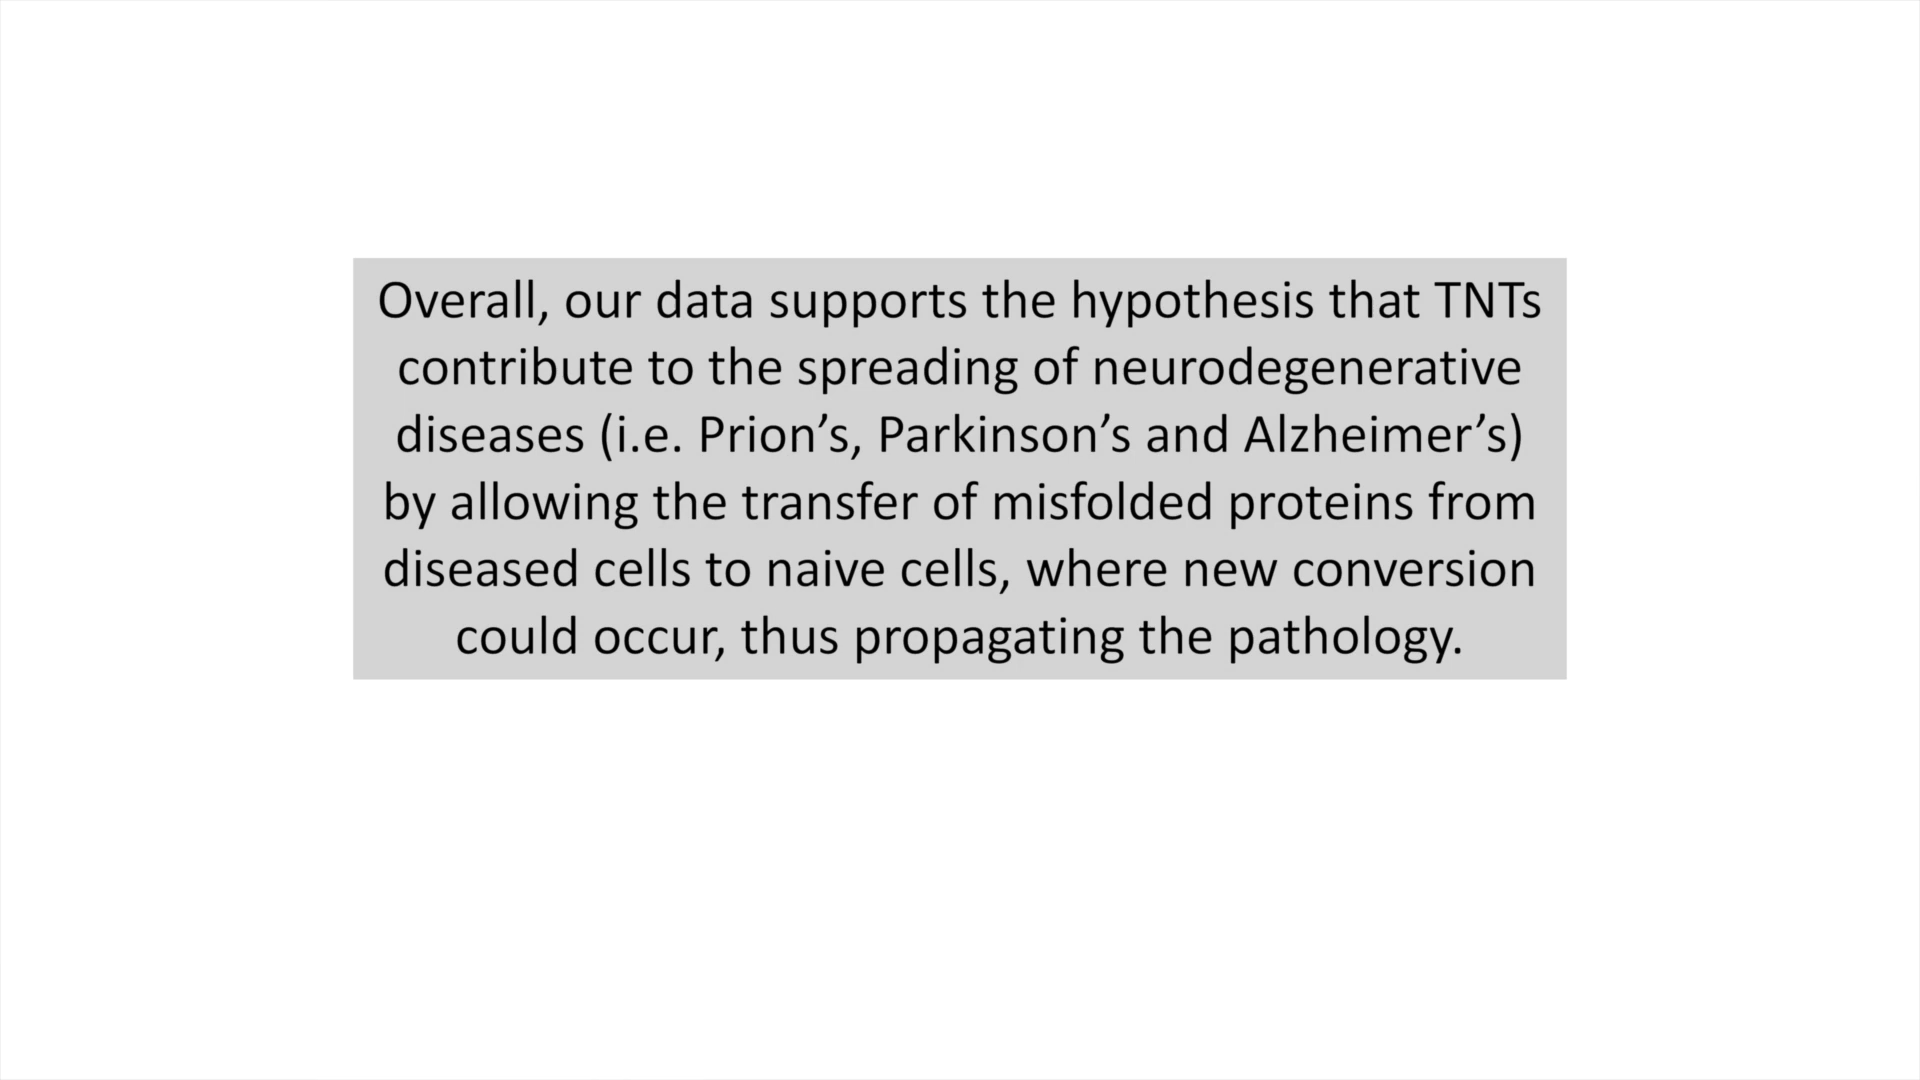 Overall, our data supports the hypothesis that TNTs
contribute to the spreading of neurodegenerative
diseases (i.e. Prion’s, Parkinson’s and Alzheimer’s)
by allowing the transfer of misfolded proteins from
diseased cells to naive cells, where new conversion
could occur, thus propagating the pathology.